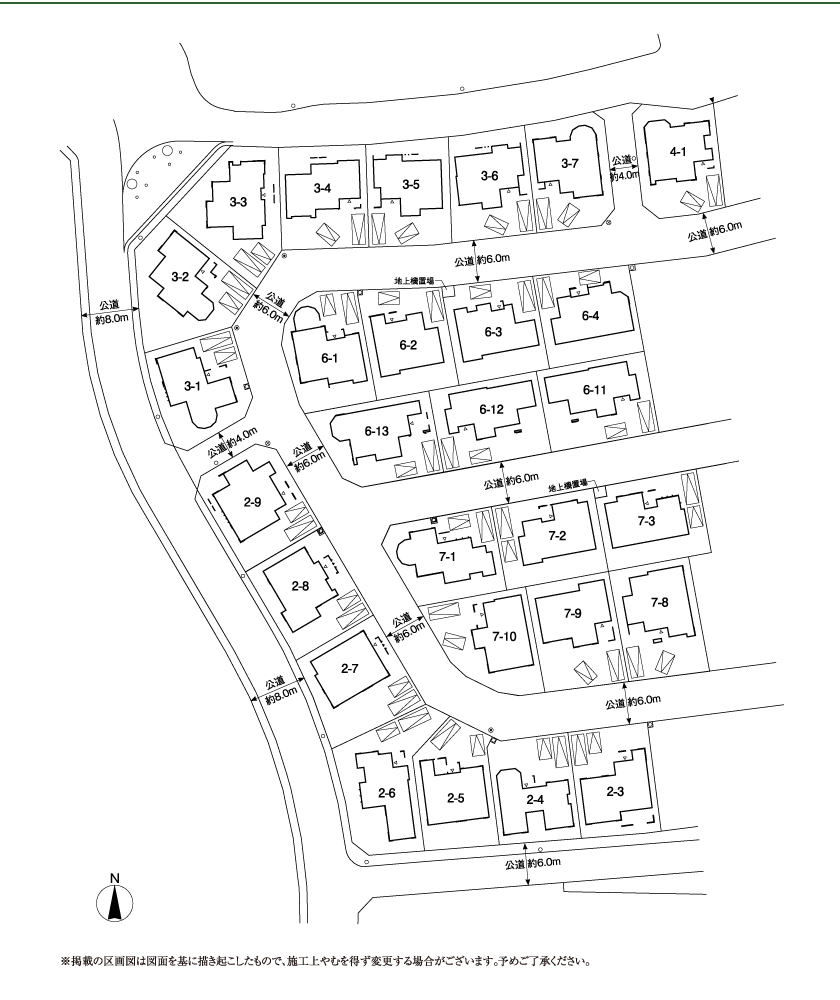 3-3
3-4
3-5
3-6
3-7
公道
約4.0m
4-1
公道 約6.0m
公道 約6.0m
3-2
地上機置場
公道
約8.0m
公道
約6.0m
6-1
6-2
6-3
6-4
3-1
6-13
6-12
6-11
公道 約4.0m
公道
約6.0m
公道 約6.0m
地上機置場
2-9
7-1
7-2
7-3
2-8
7-10
7-9
7-8
公道
約6.0m
2-7
公道
約8.0m
公道 約6.0m
2-6
2-5
2-4
2-3
公道 約6.0m
N
※掲載の区画図は図面を基に描き起こしたもので、施工上やむを得ず変更する場合がございます。予めご了承ください。